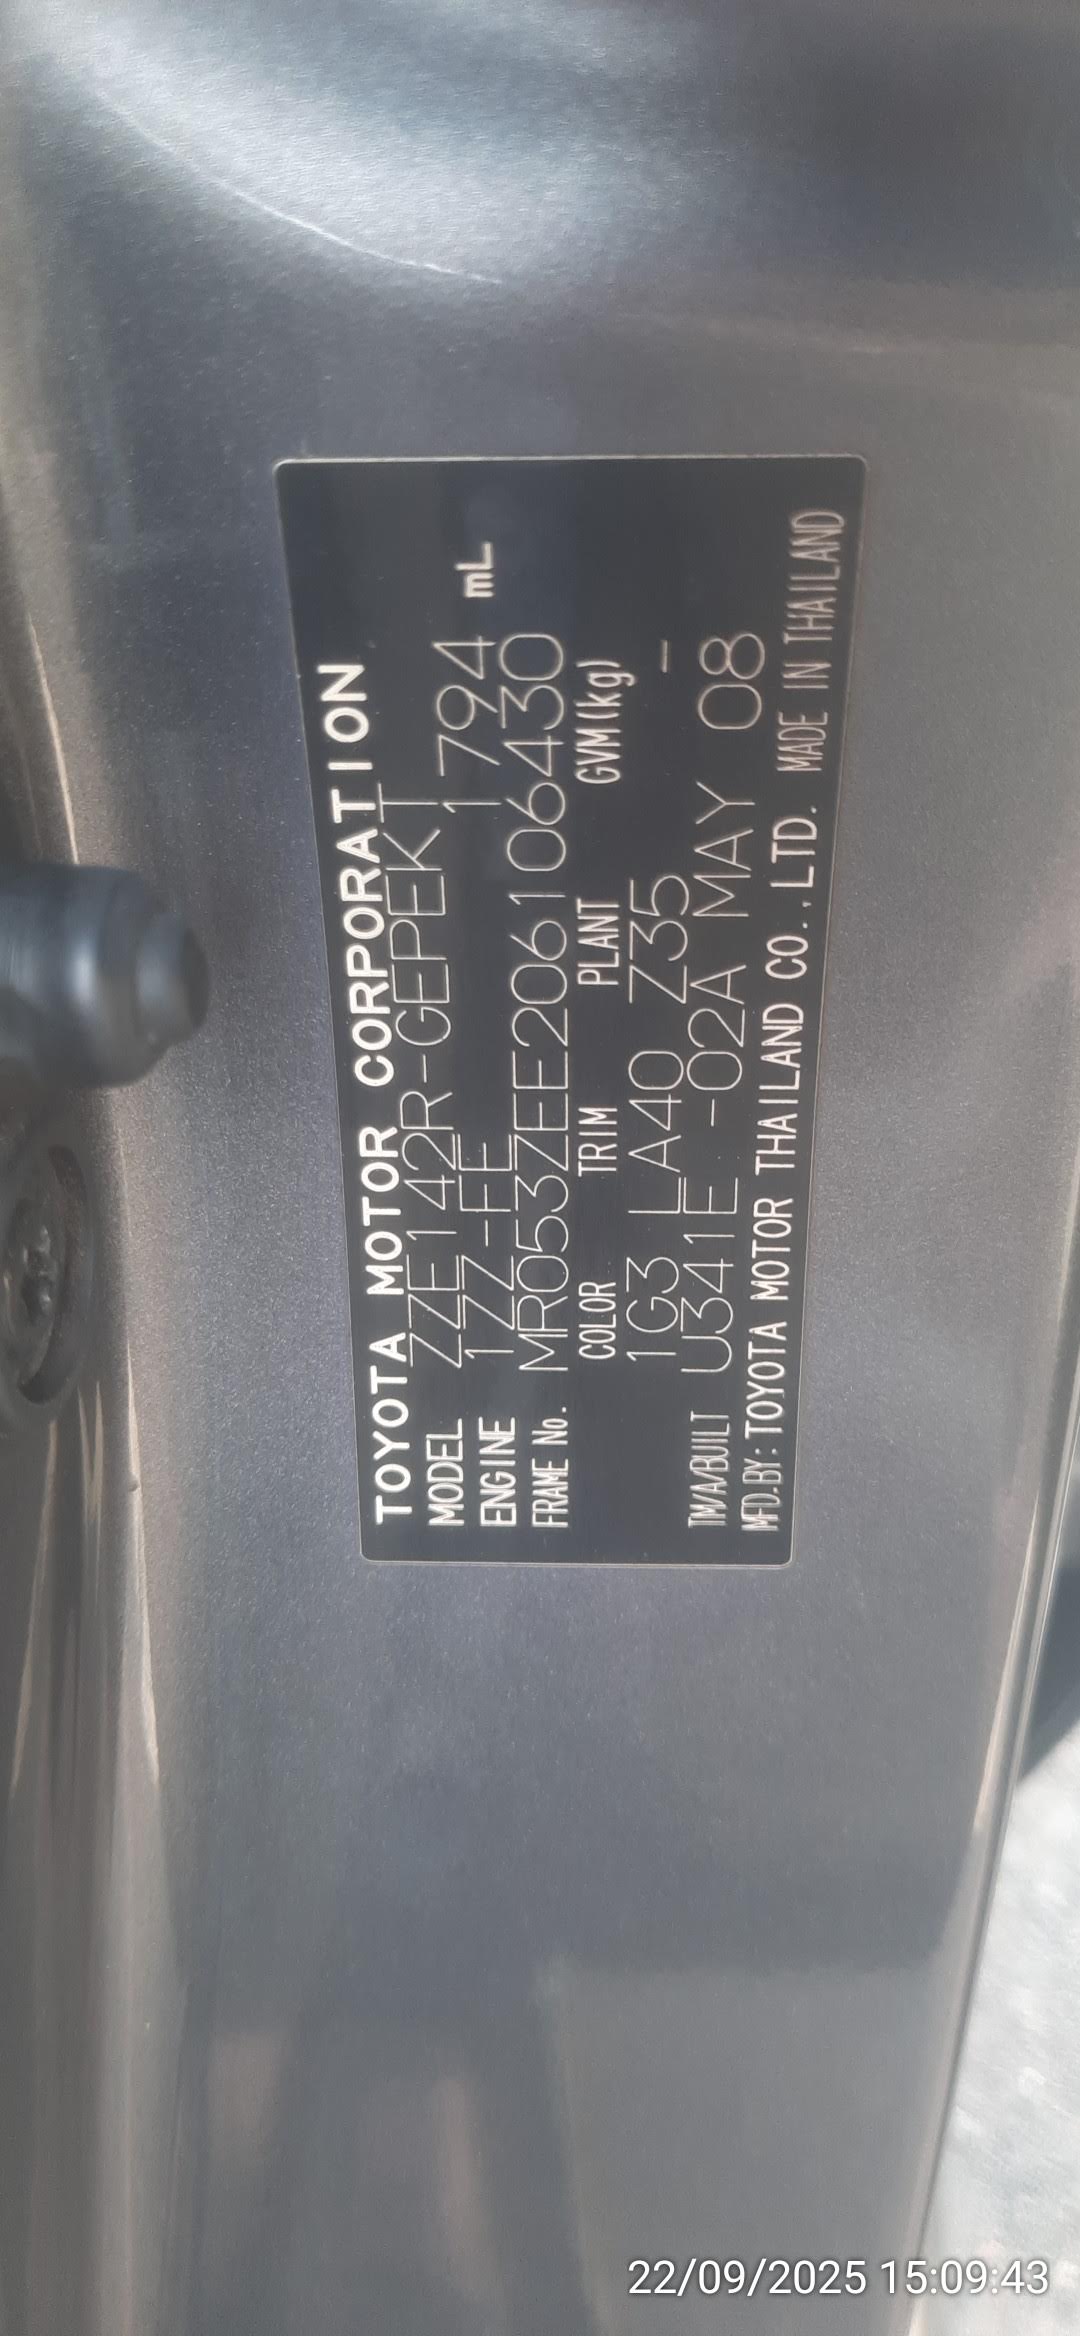 TOYOTA MOTOR CORPORATION
MODEL ZZE142R-GEPEKT
ENGINE 1ZZ-FE 1794 mL
FRAME No. MR053ZEE206106430
COLOR TRIM PLANT GVM(kg)
1G3 LA40 Z35 -
TM/A/BUILT U341E -02A MAY 08
MFD.BY: TOYOTA MOTOR THAILAND CO.,LTD. MADE IN THAILAND
22/09/2025 15:09:43